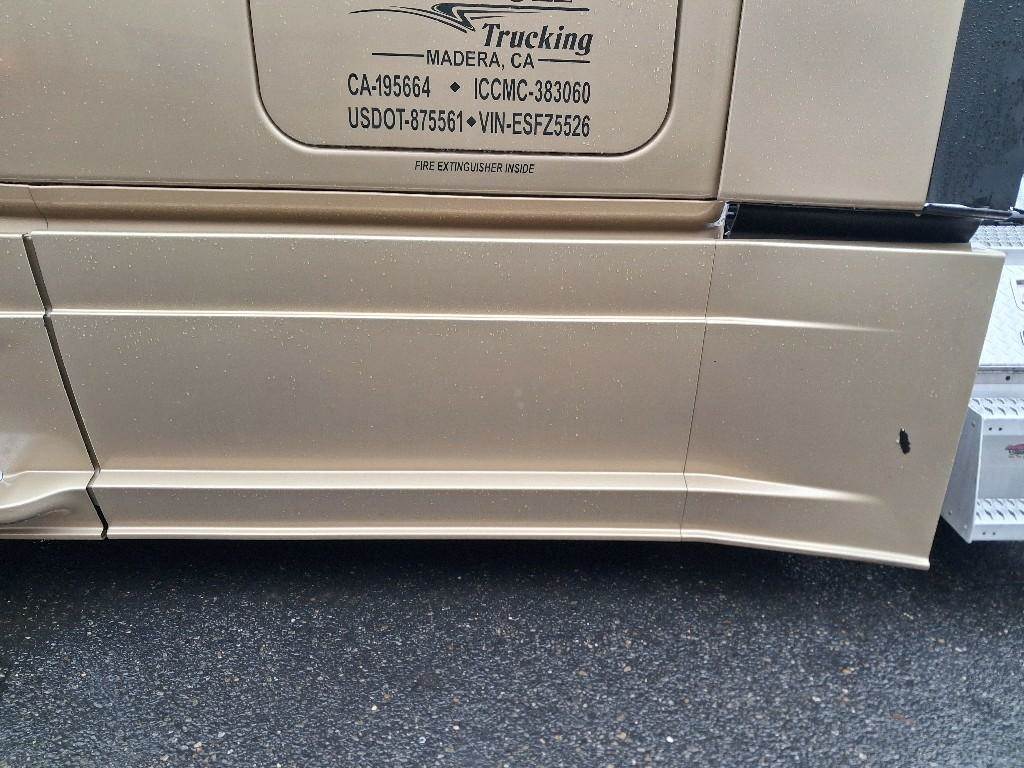 Trucking
MADERA, CA
CA-195664 ◆ ICCMC-383060
USDOT-875561◆VIN-ESFZ5526
FIRE EXTINGUISHER INSIDE